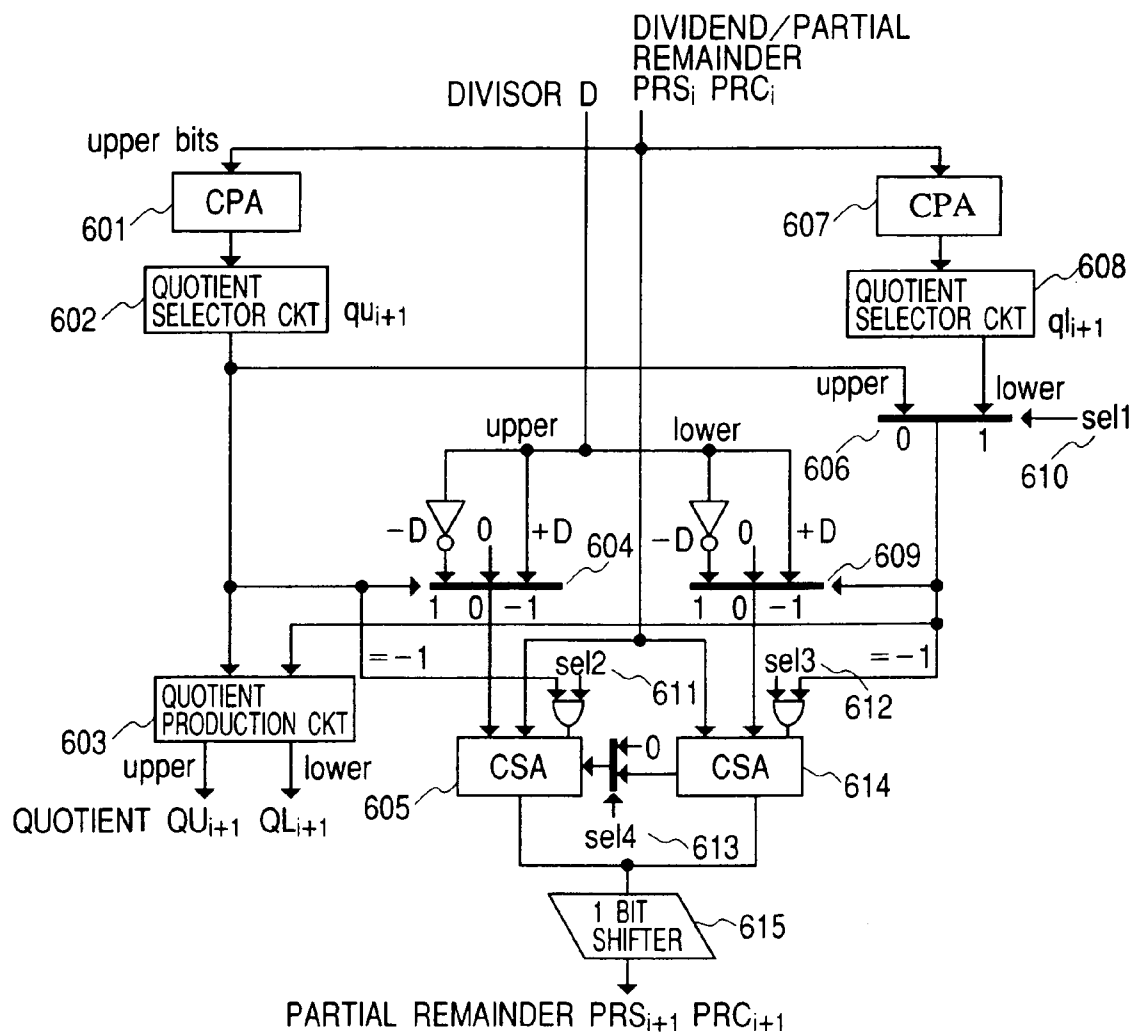 DIVIDEND/PARTIAL
REMAINDER
PRSi PRCi
DIVISOR D
upper bits
CPA
601
CPA
607
QUOTIENT
SELECTOR CKT
602
qui+1
QUOTIENT
SELECTOR CKT
608
qli+1
upper
lower
0 1
sel1
606
610
upper
lower
-D 0 +D
604
-D 0 +D
609
1 0 -1
1 0 -1
=-1
sel2
611
sel3
=-1
612
QUOTIENT
PRODUCTION CKT
603
upper
lower
QUOTIENT QUi+1 QLi+1
CSA
605
0
CSA
614
sel4
613
1 BIT
SHIFTER
615
PARTIAL REMAINDER PRSi+1 PRCi+1